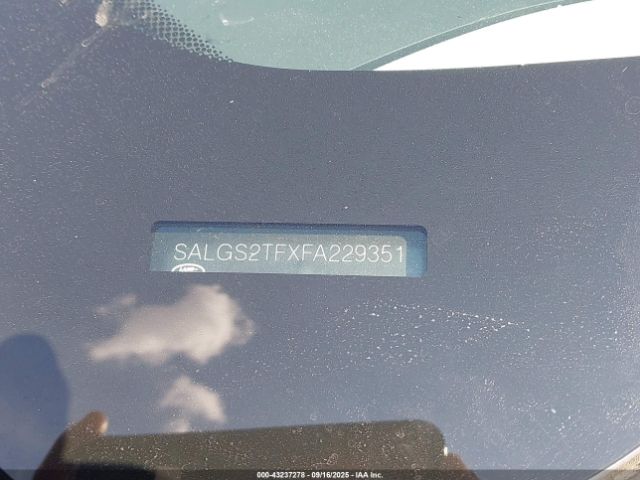 SALGS2TFXFA229351
000-43237278 - 09/16/2025 - IAA Inc.